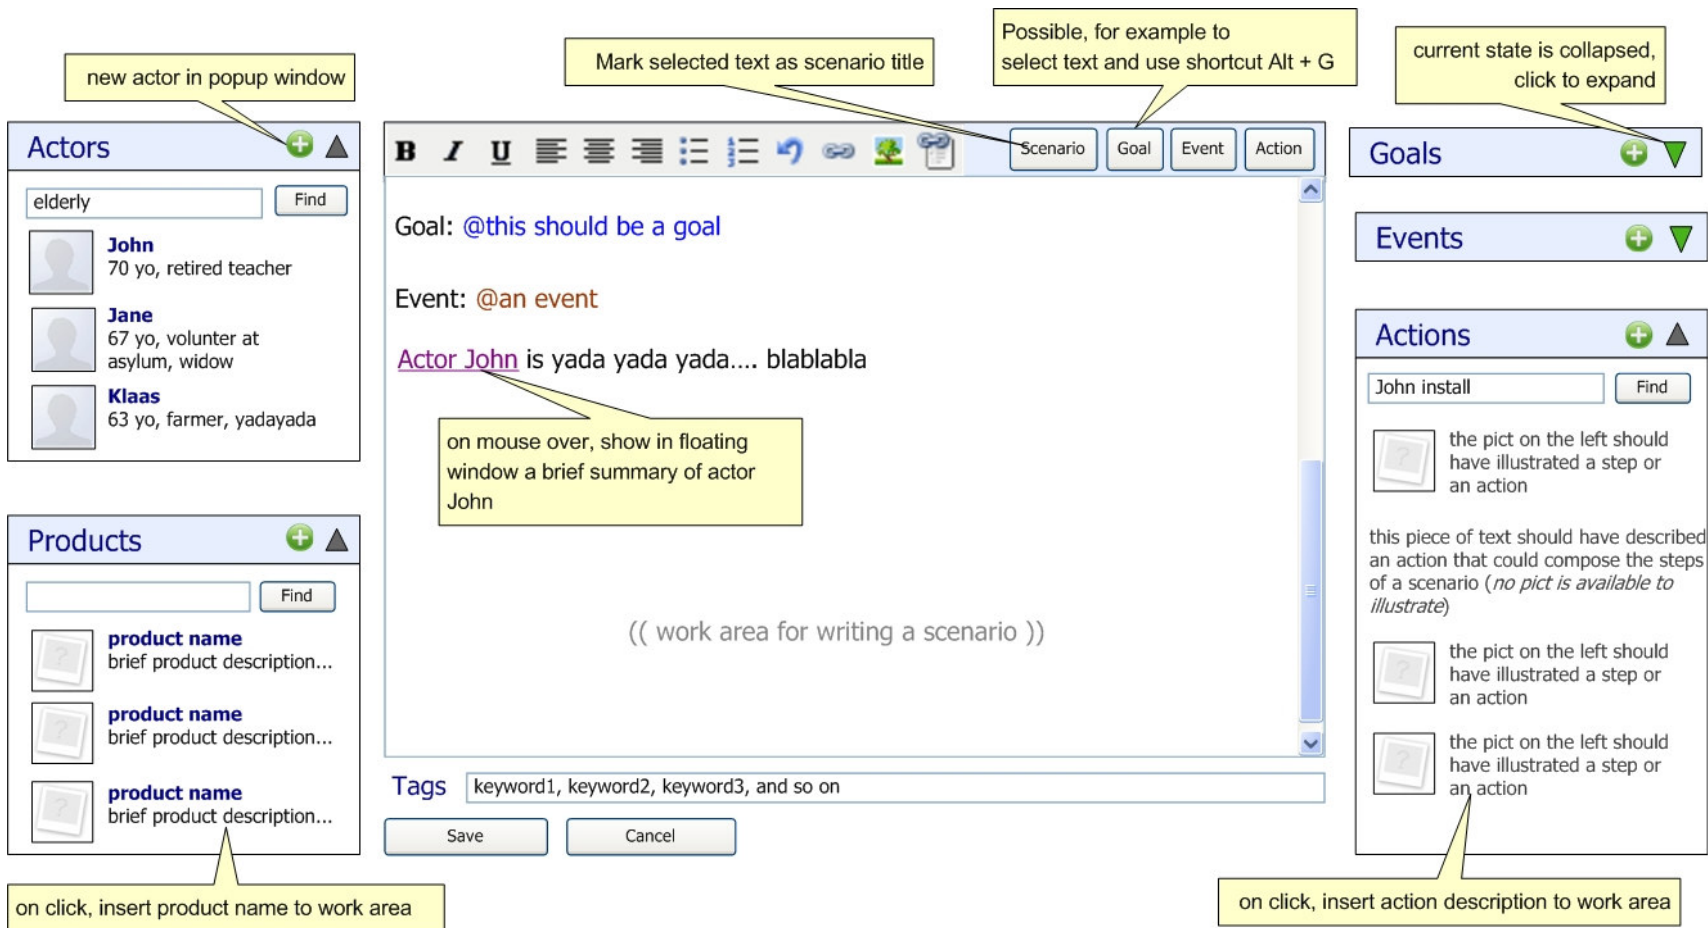 new actor in popup window
Mark selected text as scenario title
Possible, for example to
select text and use shortcut Alt + G
current state is collapsed,
click to expand
Actors
elderly
Find
John
70 yo, retired teacher
Jane
67 yo, volunter at
asylum, widow
Klaas
63 yo, farmer, yadayada
Products
Find
product name
brief product description...
product name
brief product description...
product name
brief product description...
on click, insert product name to work area
B I U
1
2
3
Scenario
Goal
Event
Action
Goal: @this should be a goal
Event: @an event
Actor John is yada yada yada.... blablabla
on mouse over, show in floating
window a brief summary of actor
John
(( work area for writing a scenario ))
Tags
keyword1, keyword2, keyword3, and so on
Save
Cancel
Goals
Events
Actions
John install
Find
?
the pict on the left should
have illustrated a step or
an action
this piece of text should have described
an action that could compose the steps
of a scenario (no pict is available to
illustrate)
?
the pict on the left should
have illustrated a step or
an action
?
the pict on the left should
have illustrated a step or
an action
on click, insert action description to work area